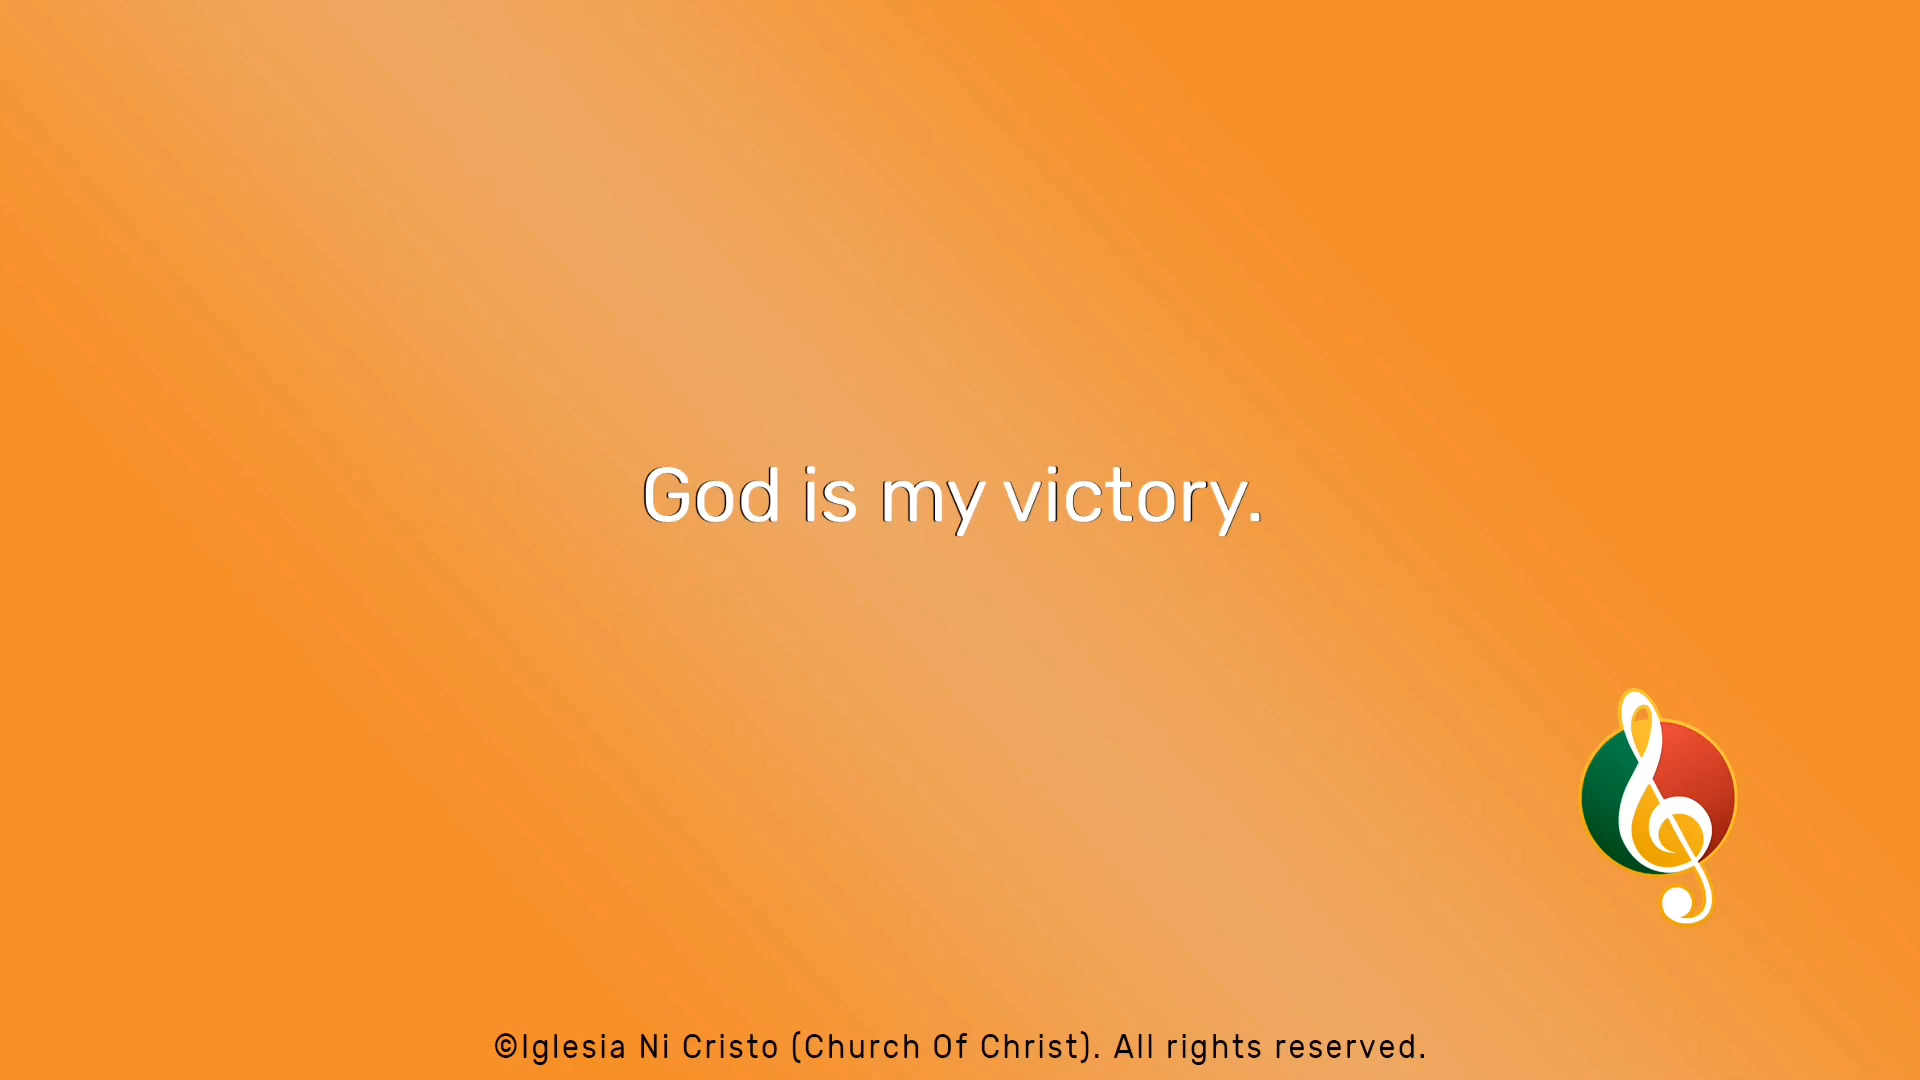 God is my victory.
©Iglesia Ni Cristo (Church Of Christ). All rights reserved.